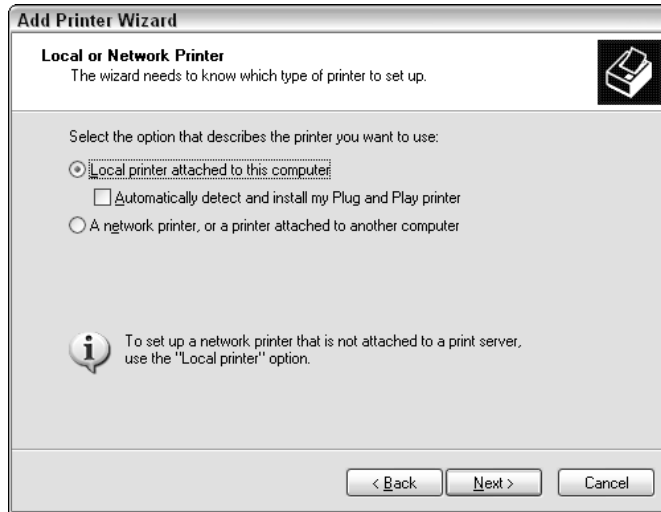 Add Printer Wizard
Local or Network Printer
The wizard needs to know which type of printer to set up.
Select the option that describes the printer you want to use:
Local printer attached to this computer
Automatically detect and install my Plug and Play printer
A network printer, or a printer attached to another computer
To set up a network printer that is not attached to a print server,
use the "Local printer" option.
< Back Next > Cancel